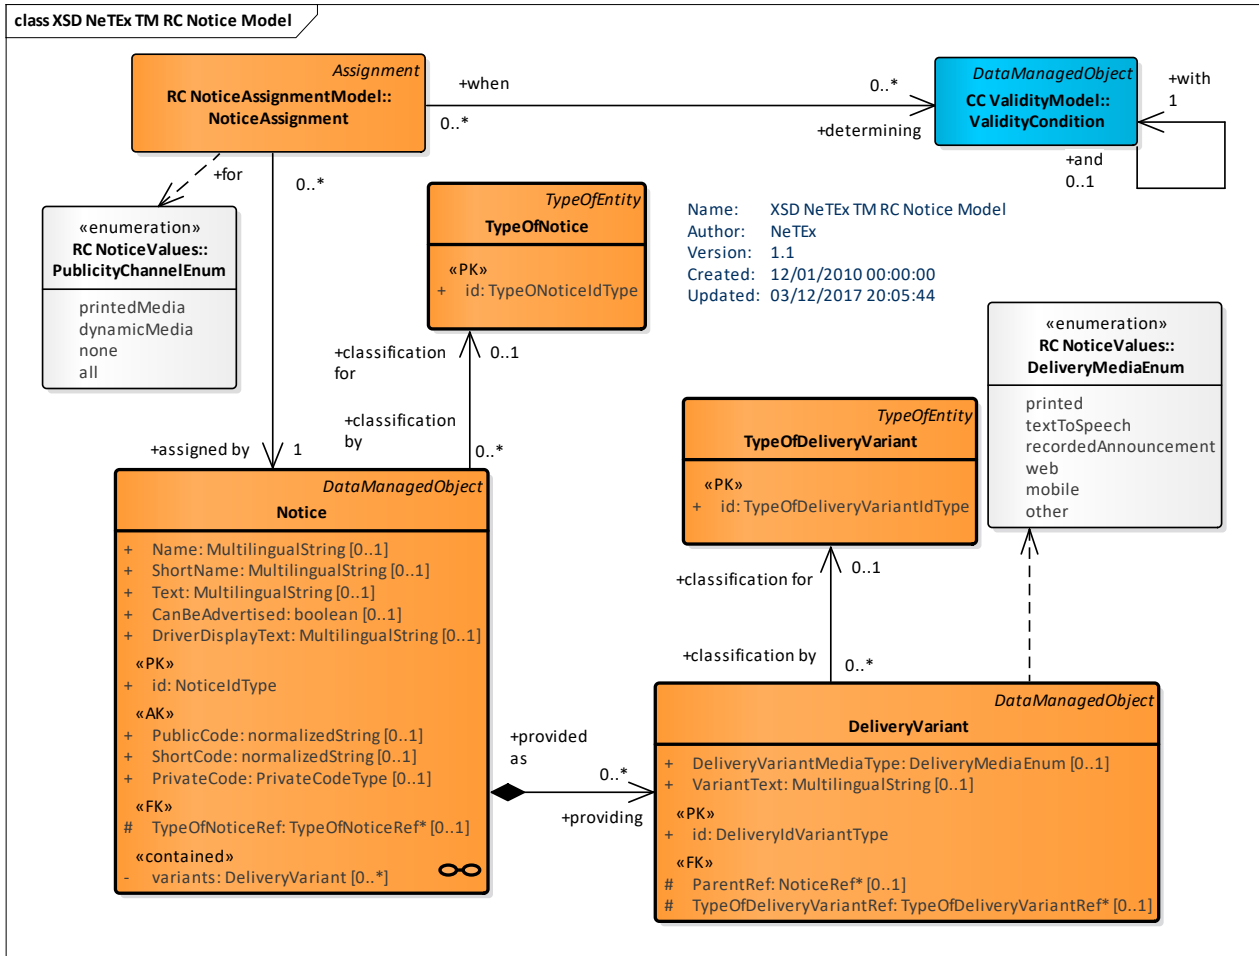 class XSD NeTEx TM RC Notice Model
Assignment
RC NoticeAssignmentModel::
NoticeAssignment
+when
0..*
0..*
+determining
DataManagedObject
CC ValidityModel::
ValidityCondition
+with
1
+and
0..1
+for
0..*
«enumeration»
RC NoticeValues::
PublicityChannelEnum
printedMedia
dynamicMedia
none
all
TypeOfEntity
TypeOfNotice
«PK»
+ id: TypeONoticeIdType
Name: XSD NeTEx TM RC Notice Model
Author: NeTEx
Version: 1.1
Created: 12/01/2010 00:00:00
Updated: 03/12/2017 20:05:44
+classification
for
0..1
+classification
by
0..*
+assigned by
1
«enumeration»
RC NoticeValues::
DeliveryMediaEnum
printed
textToSpeech
recordedAnnouncement
web
mobile
other
TypeOfEntity
TypeOfDeliveryVariant
«PK»
+ id: TypeOfDeliveryVariantIdType
+classification for
0..1
+classification by
0..*
DataManagedObject
Notice
+ Name: MultilingualString [0..1]
+ ShortName: MultilingualString [0..1]
+ Text: MultilingualString [0..1]
+ CanBeAdvertised: boolean [0..1]
+ DriverDisplayText: MultilingualString [0..1]
«PK»
+ id: NoticeIdType
«AK»
+ PublicCode: normalizedString [0..1]
+ ShortCode: normalizedString [0..1]
+ PrivateCode: PrivateCodeType [0..1]
«FK»
# TypeOfNoticeRef: TypeOfNoticeRef* [0..1]
«contained»
- variants: DeliveryVariant [0..*]
+provided
as
0..*
+providing
DataManagedObject
DeliveryVariant
+ DeliveryVariantMediaType: DeliveryMediaEnum [0..1]
+ VariantText: MultilingualString [0..1]
«PK»
+ id: DeliveryIdVariantType
«FK»
# ParentRef: NoticeRef* [0..1]
# TypeOfDeliveryVariantRef: TypeOfDeliveryVariantRef* [0..1]